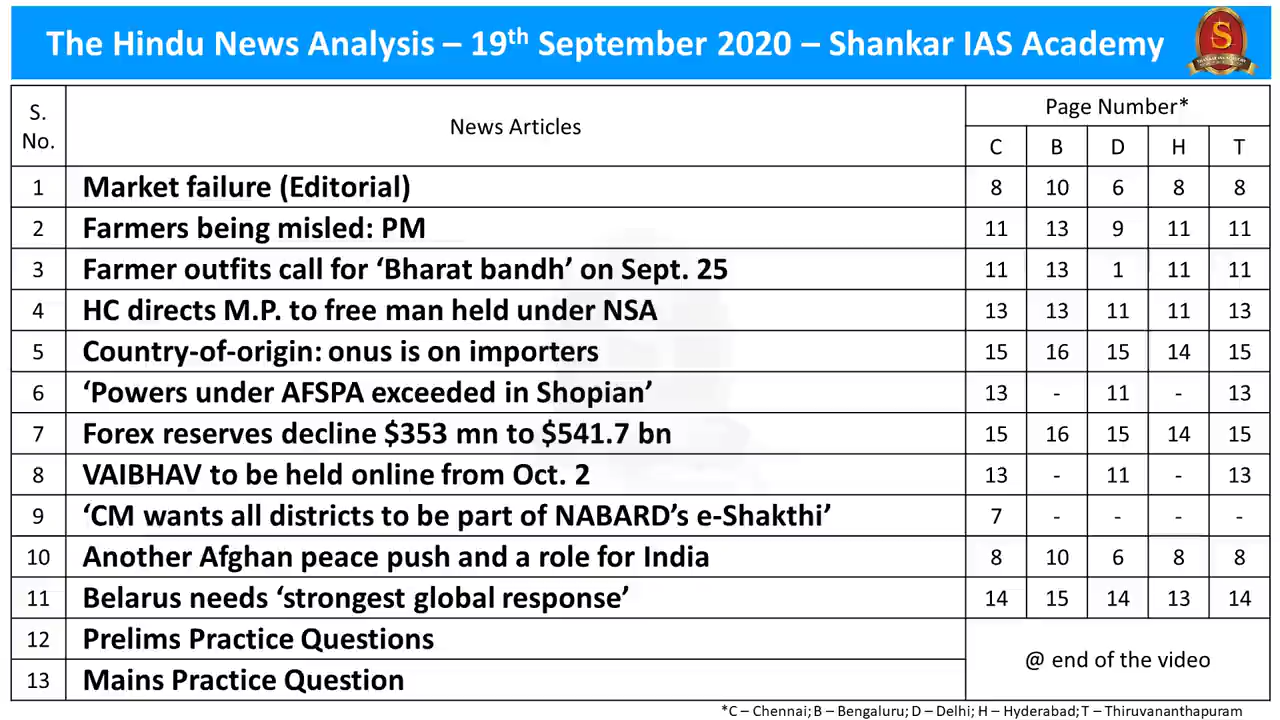 The Hindu News Analysis – 19th September 2020 – Shankar IAS Academy
S. No. News Articles Page Number*
C B D H T
1 Market failure (Editorial) 8 10 6 8 8
2 Farmers being misled: PM 11 13 9 11 11
3 Farmer outfits call for ‘Bharat bandh’ on Sept. 25 11 13 1 11 11
4 HC directs M.P. to free man held under NSA 13 13 11 11 13
5 Country-of-origin: onus is on importers 15 16 15 14 15
6 ‘Powers under AFSPA exceeded in Shopian’ 13 - 11 - 13
7 Forex reserves decline $353 mn to $541.7 bn 15 16 15 14 15
8 VAIBHAV to be held online from Oct. 2 13 - 11 - 13
9 ‘CM wants all districts to be part of NABARD’s e-Shakthi’ 7 - - - -
10 Another Afghan peace push and a role for India 8 10 6 8 8
11 Belarus needs ‘strongest global response’ 14 15 14 13 14
12 Prelims Practice Questions
@ end of the video
13 Mains Practice Question
*C – Chennai; B – Bengaluru; D – Delhi; H – Hyderabad; T – Thiruvananthapuram